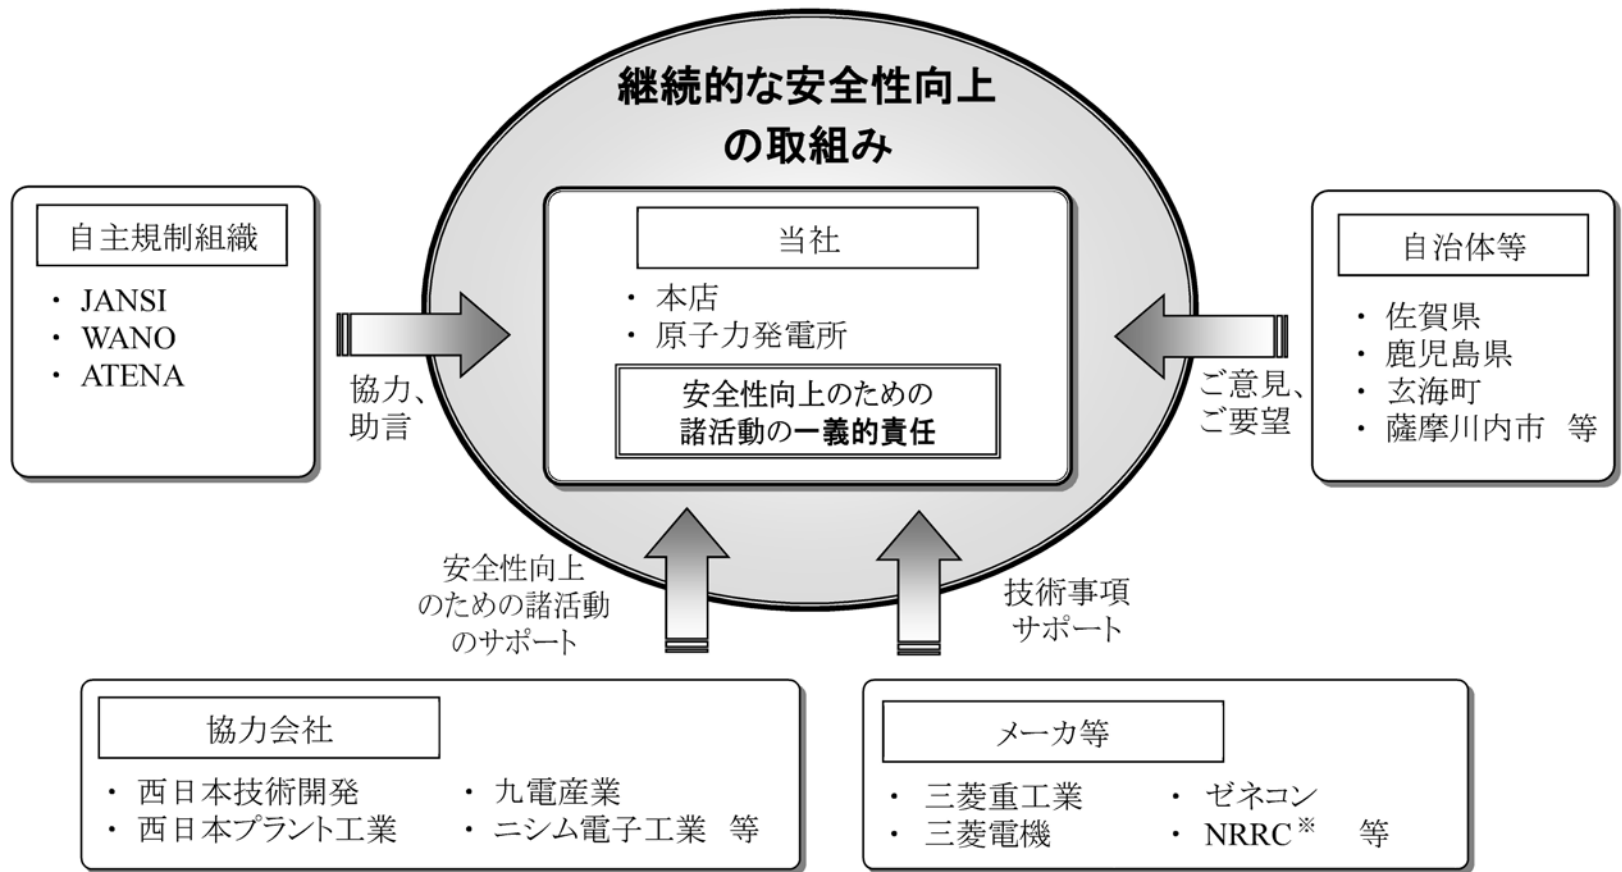 継続的な安全性向上
の取組み
自主規制組織
・ JANSI
・ WANO
・ ATENA
協力、
助言
当社
・ 本店
・ 原子力発電所
安全性向上のための
諸活動の一義的責任
自治体等
・ 佐賀県
・ 鹿児島県
・ 玄海町
・ 薩摩川内市 等
ご意見、
ご要望
安全性向上
のための諸活動
のサポート
技術事項
サポート
協力会社
・ 西日本技術開発 ・ 九電産業
・ 西日本プラント工業 ・ ニシム電子工業 等
メーカ等
・ 三菱重工業 ・ ゼネコン
・ 三菱電機 ・ NRRC※ 等